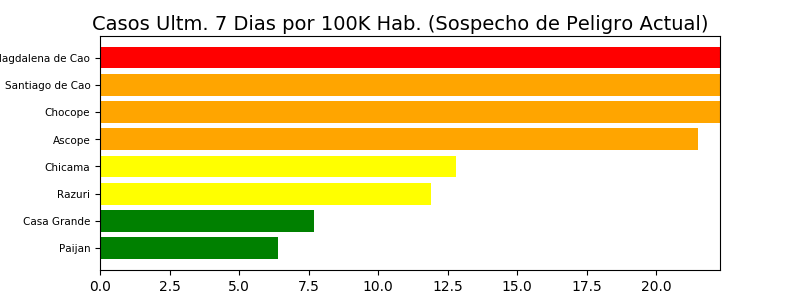 Casos Ultm. 7 Dias por 100K Hab. (Sospecho de Peligro Actual)
agdalena de Cao
Santiago de Cao
Chocope
Ascope
Chicama
Razuri
Casa Grande
Paijan
0.0 2.5 5.0 7.5 10.0 12.5 15.0 17.5 20.0